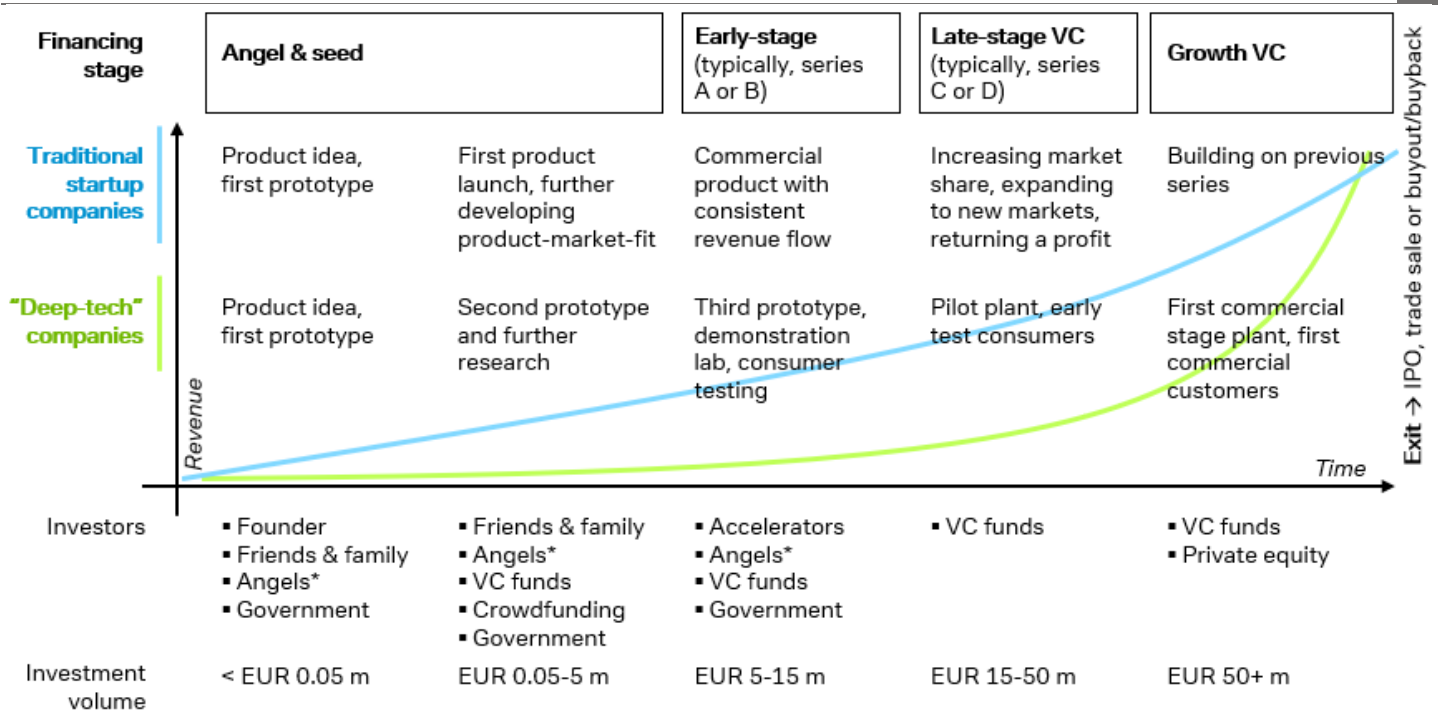 Financing
stage
Angel & seed
Early-stage
(typically, series
A or B)
Late-stage VC
(typically, series
C or D)
Growth VC
Traditional
startup
companies
Product idea,
first prototype
First product
launch, further
developing
product-market-fit
Commercial
product with
consistent
revenue flow
Increasing market
share, expanding
to new markets,
returning a profit
Building on previous
series
"Deep-tech"
companies
Product idea,
first prototype
Second prototype
and further
research
Third prototype,
demonstration
lab, consumer
testing
Pilot plant, early
test consumers
First commercial
stage plant, first
commercial
customers
Revenue
Time
Exit → IPO, trade sale or buyout/buyback
Investors
▪ Founder
▪ Friends & family
▪ Angels*
▪ Government
▪ Friends & family
▪ Angels*
▪ VC funds
▪ Crowdfunding
▪ Government
▪ Accelerators
▪ Angels*
▪ VC funds
▪ Government
▪ VC funds
▪ VC funds
▪ Private equity
Investment
volume
< EUR 0.05 m
EUR 0.05-5 m
EUR 5-15 m
EUR 15-50 m
EUR 50+ m